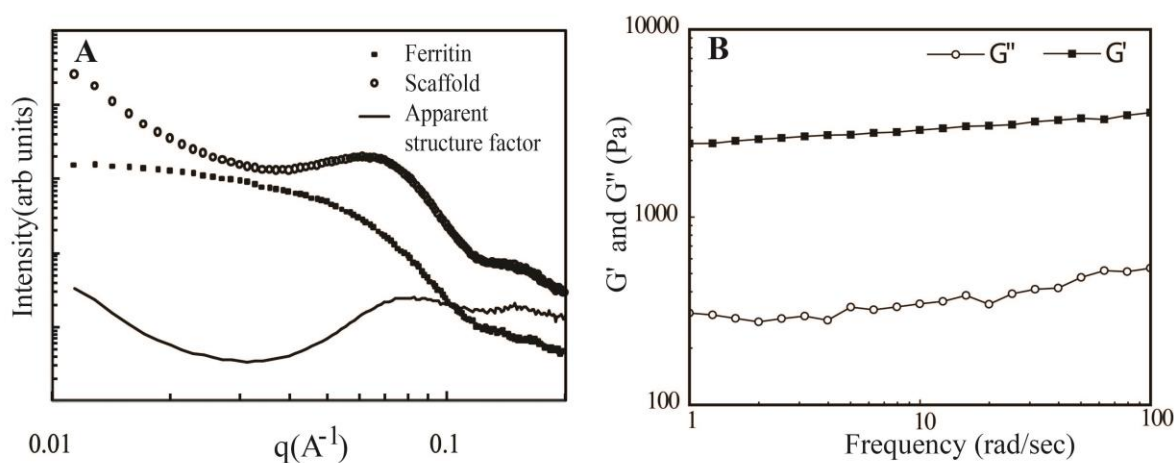 A
Ferritin
Scaffold
Apparent
structure factor
Intensity(arb units)
0.01
0.1
q(A⁻¹)
B
G"
G'
10000
1000
100
G' and G" (Pa)
1
10
100
Frequency (rad/sec)